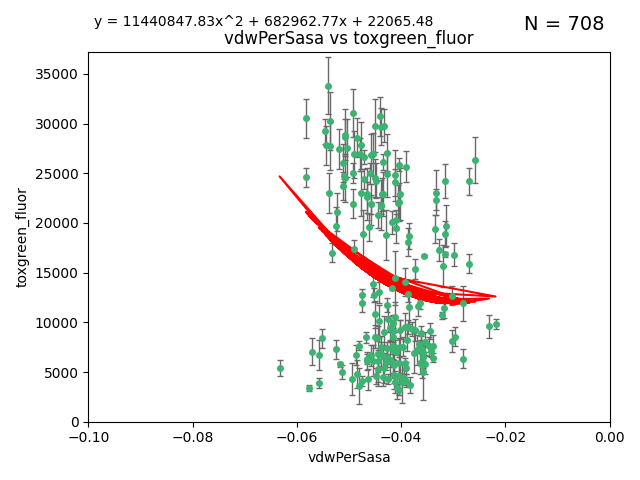 y = 11440847.83x^2 + 682962.77x + 22065.48
N = 708
vdwPerSasa vs toxgreen_fluor
toxgreen_fluor
35000
30000
25000
20000
15000
10000
5000
0
−0.10
−0.08
−0.06
−0.04
−0.02
0.00
vdwPerSasa